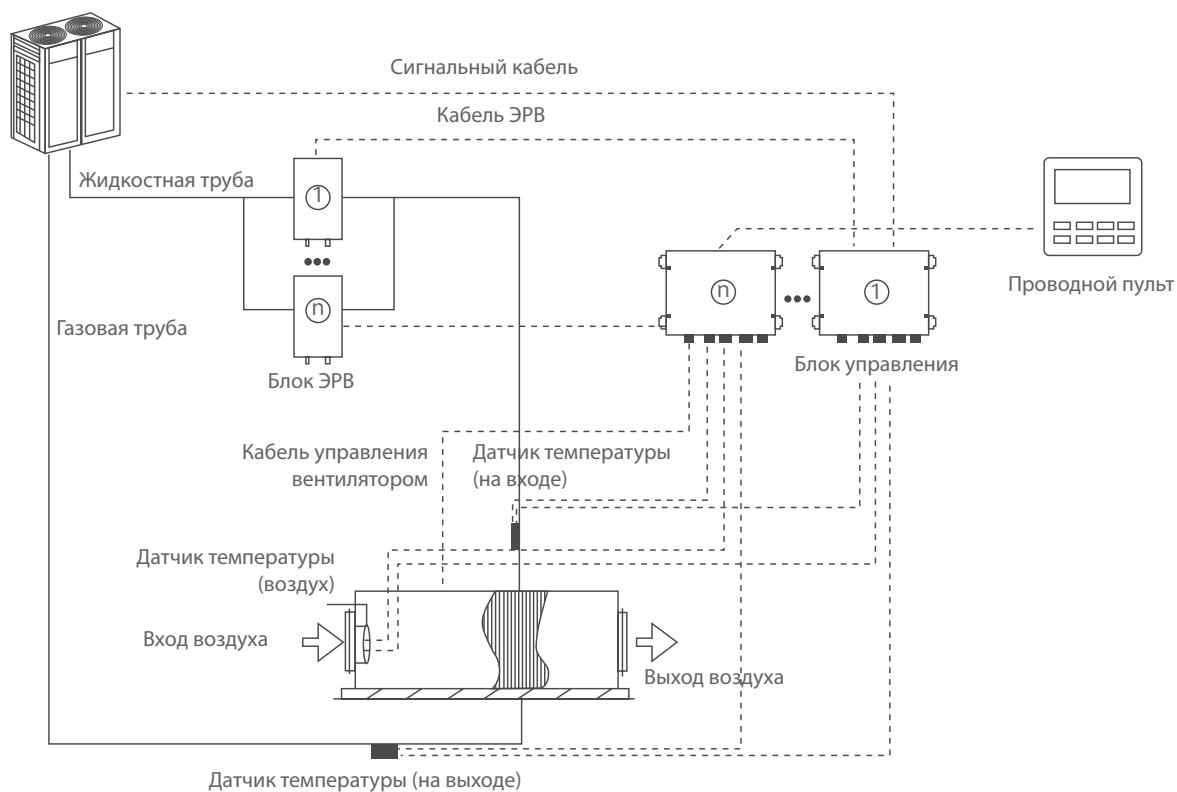 Сигнальный кабель
Кабель ЭРВ
Жидкостная труба
1
n
n
1
Проводной пульт
Газовая труба
Блок ЭРВ
Блок управления
Кабель управления
вентилятором
Датчик температуры
(на входе)
Датчик температуры
(воздух)
Вход воздуха
Выход воздуха
Датчик температуры (на выходе)